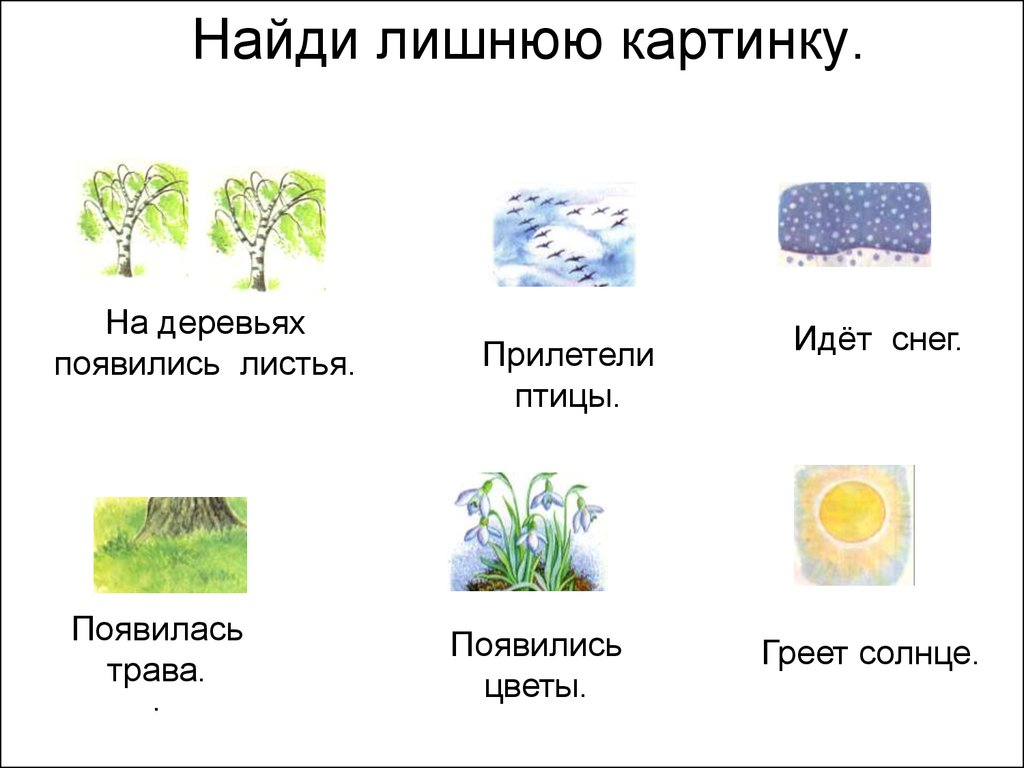 Найди лишнюю картинку.
На деревьях
появились листья.
Прилетели
птицы.
Идёт снег.
Появилась
трава.
.
Появились
цветы.
Греет солнце.